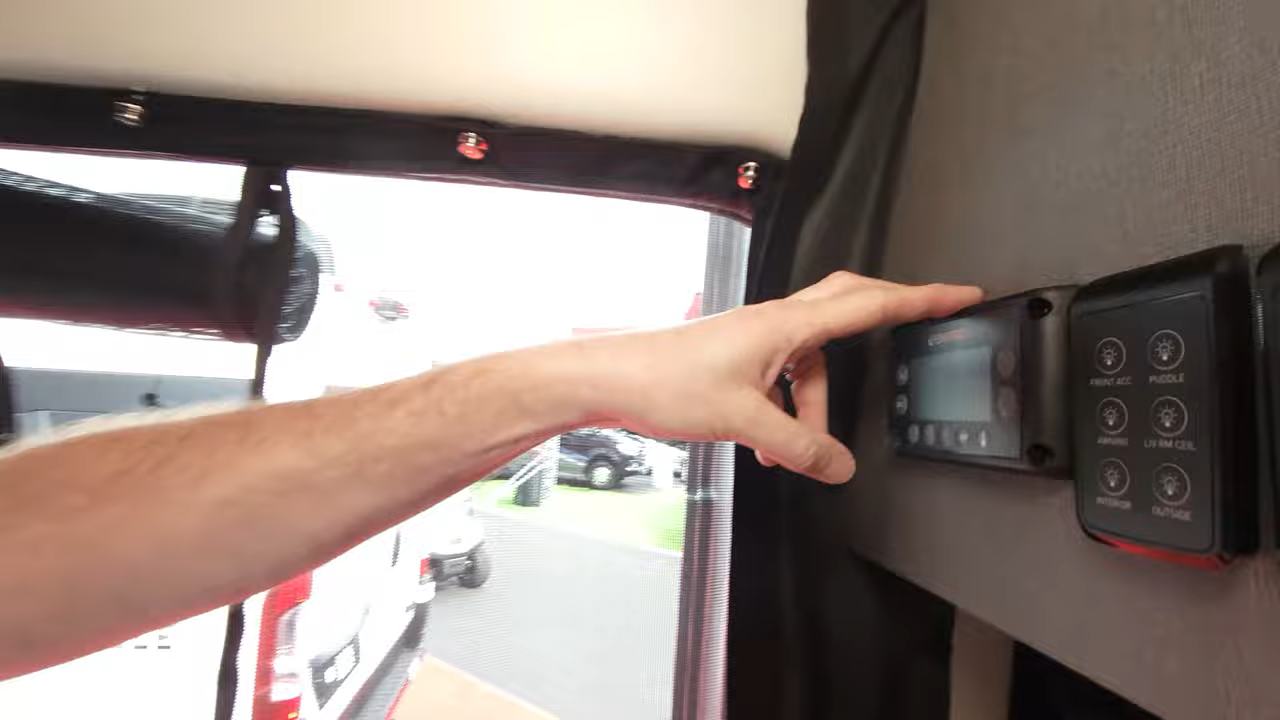 FRONT ACC
PUDDLE
AWNING
LIV RM CEIL
INTERIOR
OUTSIDE